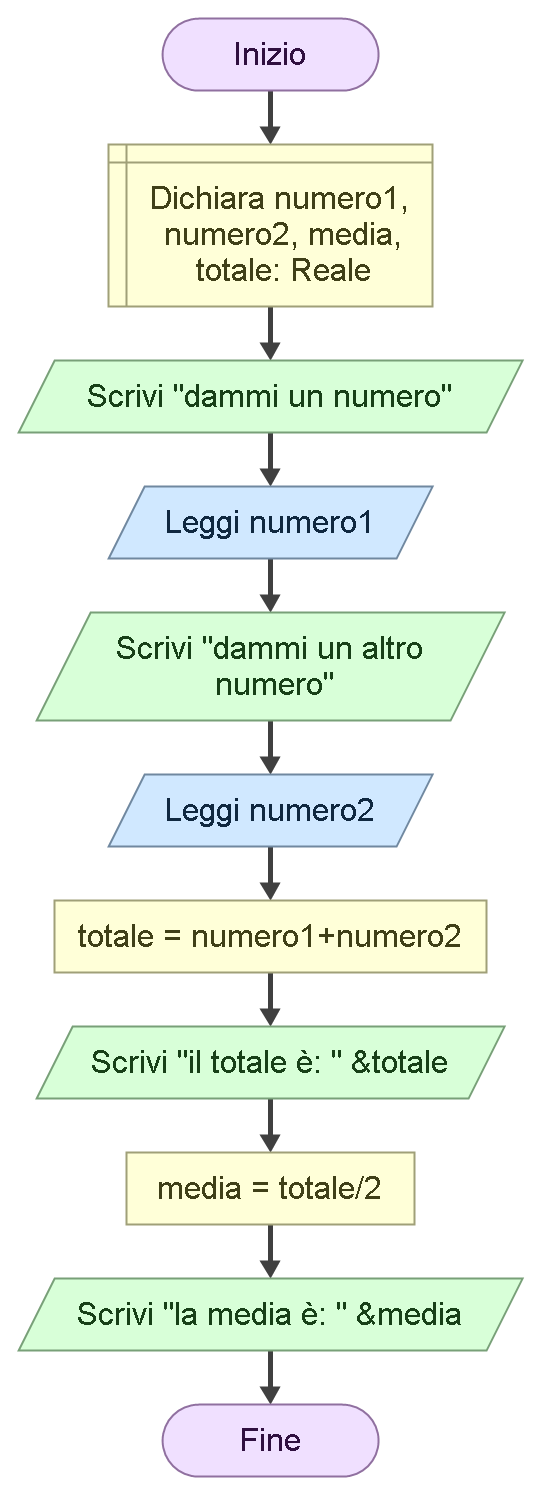 Inizio
Dichiara numero1,
numero2, media,
totale: Reale
Scrivi "dammi un numero"
Leggi numero1
Scrivi "dammi un altro
numero"
Leggi numero2
totale = numero1+numero2
Scrivi "il totale è: " &totale
media = totale/2
Scrivi "la media è: " &media
Fine